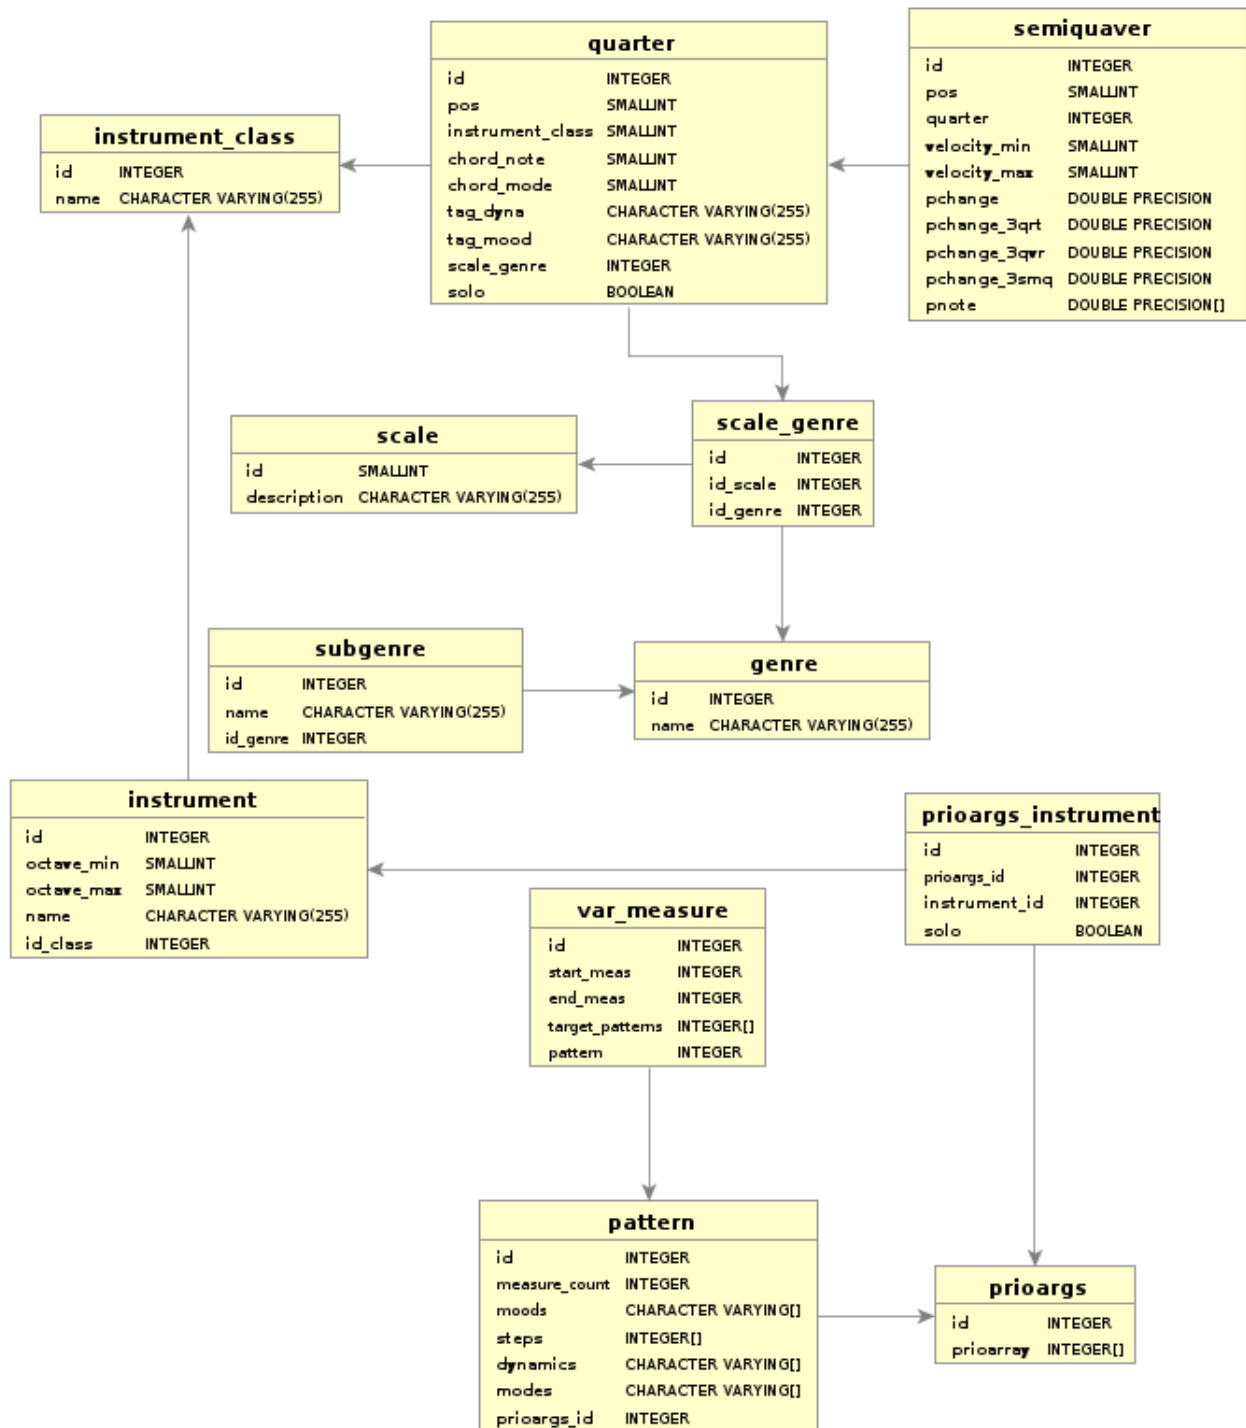 quarter
id INTEGER
pos SMALLINT
instrument_class SMALLINT
chord_note SMALLINT
chord_mode SMALLINT
tag_dyna CHARACTER VARYING(255)
tag_mood CHARACTER VARYING(255)
scale_genre INTEGER
solo BOOLEAN
semiquaver
id INTEGER
pos SMALLINT
quarter INTEGER
velocity_min SMALLINT
velocity_max SMALLINT
pchange DOUBLE PRECISION
pchange_3qrt DOUBLE PRECISION
pchange_3qvr DOUBLE PRECISION
pchange_3smq DOUBLE PRECISION
pnote DOUBLE PRECISION[]
instrument_class
id INTEGER
name CHARACTER VARYING(255)
scale
id SMALLINT
description CHARACTER VARYING(255)
scale_genre
id INTEGER
id_scale INTEGER
id_genre INTEGER
subgenre
id INTEGER
name CHARACTER VARYING(255)
id_genre INTEGER
genre
id INTEGER
name CHARACTER VARYING(255)
instrument
id INTEGER
octave_min SMALLINT
octave_max SMALLINT
name CHARACTER VARYING(255)
id_class INTEGER
prioargs_instrument
id INTEGER
prioargs_id INTEGER
instrument_id INTEGER
solo BOOLEAN
var_measure
id INTEGER
start_meas INTEGER
end_meas INTEGER
target_patterns INTEGER[]
pattern INTEGER
pattern
id INTEGER
measure_count INTEGER
moods CHARACTER VARYING[]
steps INTEGER[]
dynamics CHARACTER VARYING[]
modes CHARACTER VARYING[]
prioargs_id INTEGER
prioargs
id INTEGER
prioarray INTEGER[]